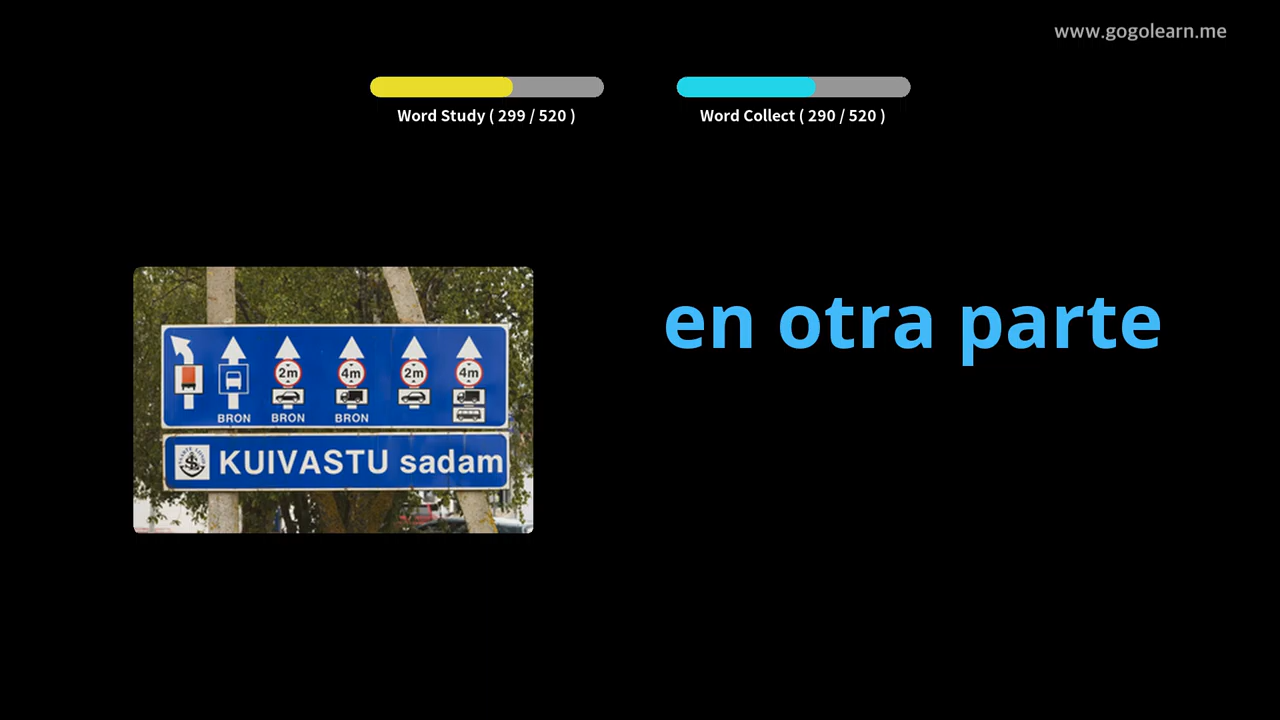 www.gogolearn.me
Word Study ( 299 / 520 )
Word Collect ( 290 / 520 )
en otra parte
2m 4m 2m 4m
BRON BRON BRON
KUIVASTU sadam